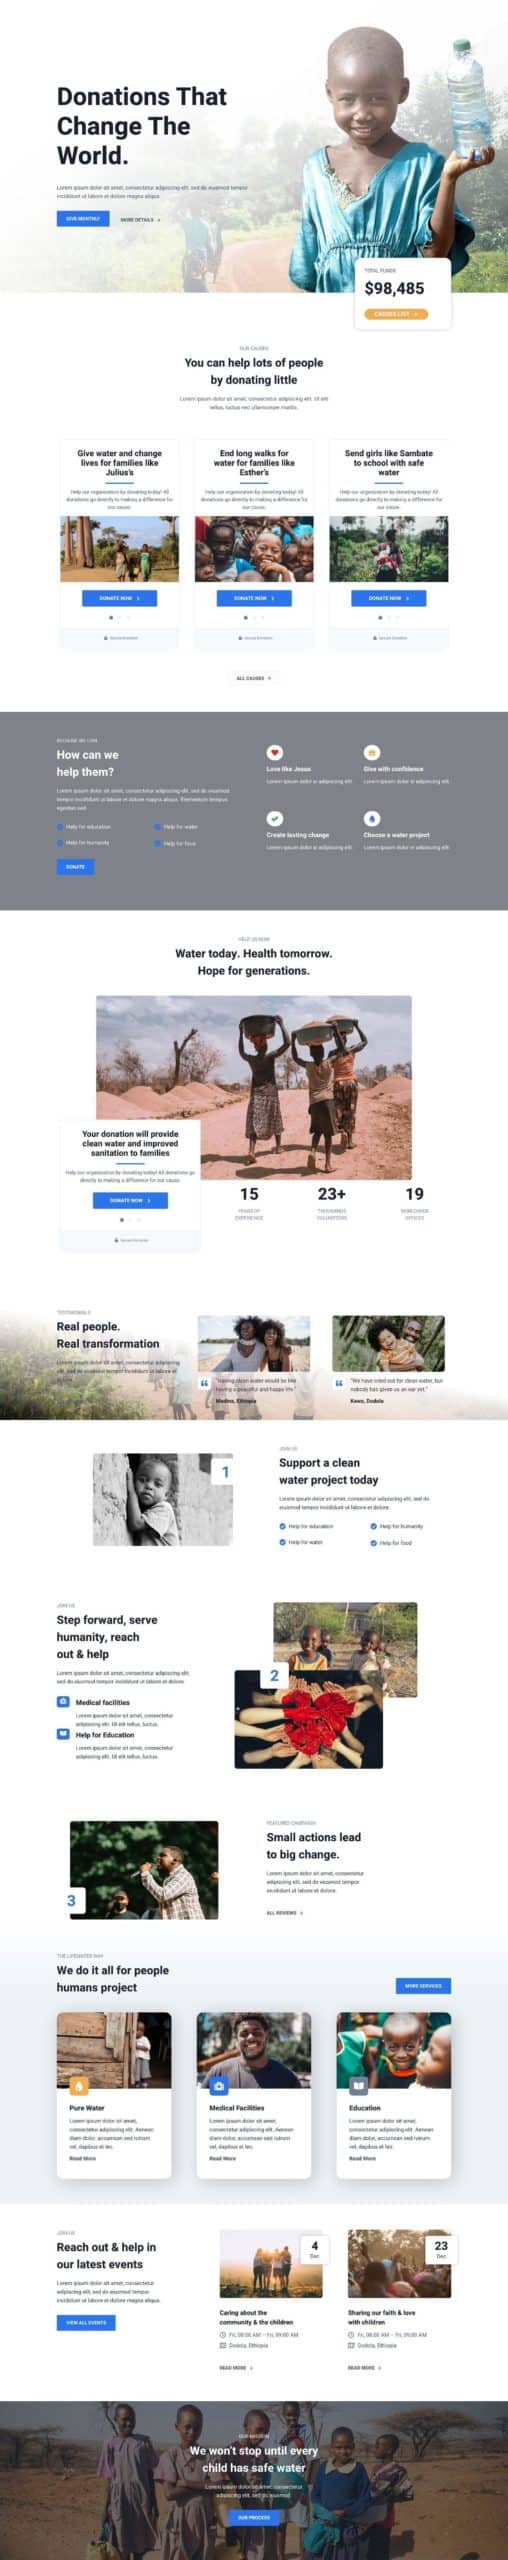 Donations That
Change The
World.
Lorem ipsum dolor sit amet, consectetur adipiscing elit, sed do eiusmod tempor
incididunt ut labore et dolore magna aliqua.
GIVE MONTHLY
MORE DETAILS
TOTAL FUNDS
$98,485
CAUSES LIST
OUR CAUSES
You can help lots of people
by donating little
Lorem ipsum dolor sit amet, consectetur adipiscing elit. Ut elit
tellus, luctus nec ullamcorper mattis.
Give water and change
lives for families like
Julius's
Help our organization by donating today! All
donations go directly to making a difference for
our cause.
DONATE NOW
Secure Donation
End long walks for
water for families like
Esther's
Help our organization by donating today! All
donations go directly to making a difference for
our cause.
DONATE NOW
Secure Donation
Send girls like Sambate
to school with safe
water
Help our organization by donating today! All
donations go directly to making a difference for
our cause.
DONATE NOW
Secure Donation
ALL CAUSES
BECAUSE WE CAN
How can we
help them?
Lorem ipsum dolor sit amet, consectetur adipiscing elit, sed do eiusmod
tempor incididunt ut labore et dolore magna aliqua. Elementum tempus
egestas sed
Help for education
Help for water
Help for humanity
Help for food
DONATE
Love like Jesus
Lorem ipsum dolor si adipiscing elit.
Give with confidence
Lorem ipsum dolor si adipiscing elit.
Create lasting change
Lorem ipsum dolor si adipiscing elit.
Choose a water project
Lorem ipsum dolor si adipiscing elit.
HELP US NOW
Water today. Health tomorrow.
Hope for generations.
Your donation will provide
clean water and improved
sanitation to families
Help our organization by donating today! All donations go
directly to making a difference for our cause.
DONATE NOW
Secure Donation
15
YEARS OF
EXPERIENCE
23+
THOUSANDS
VOLUNTEERS
19
WORLDWIDE
OFFICES
TESTIMONIALS
Real people.
Real transformation
Lorem ipsum dolor sit amet, consectetur adipiscing
elit, sed do eiusmod tempor incididunt ut labore et
"Having clean water would be like
having a peaceful and happy life."
Medina, Ethiopia
"We have cried out for clean water, but
nobody has given us an ear yet."
Kawo, Dodola
1
JOIN US
Support a clean
water project today
Lorem ipsum dolor sit amet, consectetur adipiscing elit, sed do
eiusmod tempor incididunt ut labore et dolore
Help for education
Help for humanity
Help for water
Help for food
JOIN US
Step forward, serve
humanity, reach
out & help
Lorem ipsum dolor sit amet, consectetur adipiscing elit,
sed do eiusmod tempor incididunt ut labore et dolore
Medical facilities
Lorem ipsum dolor sit amet, consectetur
adipiscing elit. Ut elit tellus, luctus.
Help for Education
Lorem ipsum dolor sit amet, consectetur
adipiscing elit. Ut elit tellus, luctus.
2
3
FEATURED CAMPAIGN
Small actions lead
to big change.
Lorem ipsum dolor sit amet, consectetur
adipiscing elit, sed do eiusmod tempor
incididunt ut labore et dolore.
ALL REVIEWS
THE LIFEWATER WAY
We do it all for people
humans project
MORE SERVICES
Pure Water
Lorem ipsum dolor sit amet,
consectetur adipiscing elit. Aenean
diam dolor, accumsan sed rutrum
vel, dapibus et leo.
Read More
Medical Facilities
Lorem ipsum dolor sit amet,
consectetur adipiscing elit. Aenean
diam dolor, accumsan sed rutrum
vel, dapibus et leo.
Read More
Education
Lorem ipsum dolor sit amet,
consectetur adipiscing elit. Aenean
diam dolor, accumsan sed rutrum
vel, dapibus et leo.
Read More
JOIN US
Reach out & help in
our latest events
Lorem ipsum dolor sit amet, consectetur
adipiscing elit, sed do eiusmod tempor
incididunt ut labore et dolore magna aliqua.
VIEW ALL EVENTS
4
Dec
Caring about the
community & the children
Fri, 08:00 AM – Fri, 09:00 AM
Dodola, Ethiopia
READ MORE
23
Dec
Sharing our faith & love
with children
Fri, 08:00 AM – Fri, 09:00 AM
Dodola, Ethiopia
READ MORE
OUR MISSION
We won't stop until every
child has safe water
Lorem ipsum dolor sit amet, consectetur
adipiscing elit, sed do eiusmod
OUR PROCESS